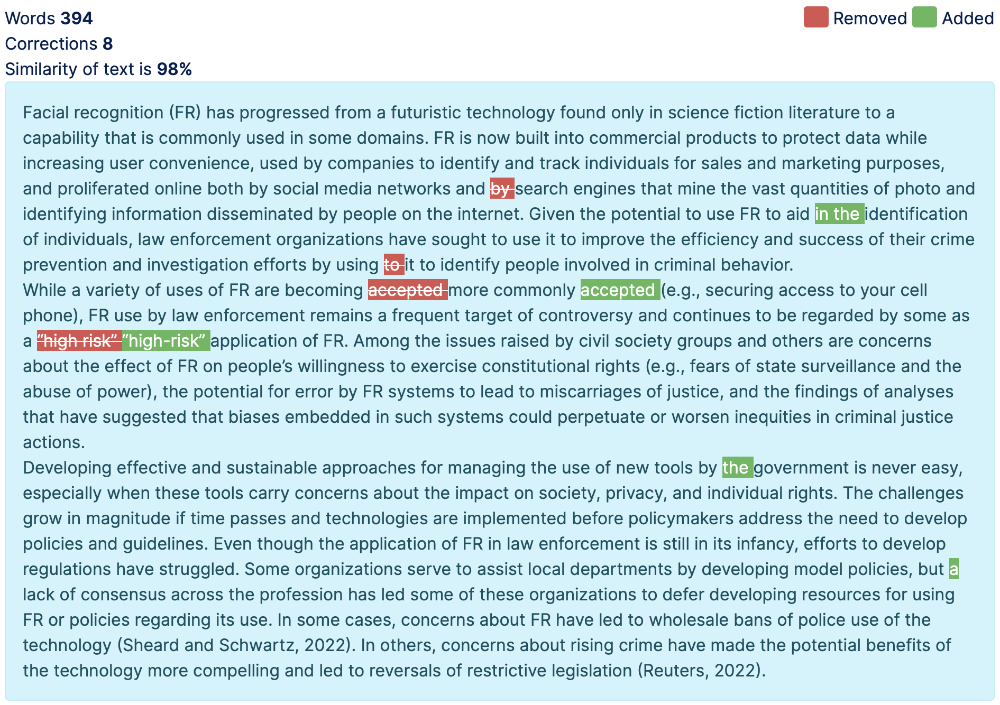 Words 394
Removed Added
Corrections 8
Similarity of text is 98%
Facial recognition (FR) has progressed from a futuristic technology found only in science fiction literature to a
capability that is commonly used in some domains. FR is now built into commercial products to protect data while
increasing user convenience, used by companies to identify and track individuals for sales and marketing purposes,
and proliferated online both by social media networks and by search engines that mine the vast quantities of photo and
identifying information disseminated by people on the internet. Given the potential to use FR to aid in the identification
of individuals, law enforcement organizations have sought to use it to improve the efficiency and success of their crime
prevention and investigation efforts by using to it to identify people involved in criminal behavior.
While a variety of uses of FR are becoming accepted more commonly accepted (e.g., securing access to your cell
phone), FR use by law enforcement remains a frequent target of controversy and continues to be regarded by some as
a “high risk” “high-risk” application of FR. Among the issues raised by civil society groups and others are concerns
about the effect of FR on people’s willingness to exercise constitutional rights (e.g., fears of state surveillance and the
abuse of power), the potential for error by FR systems to lead to miscarriages of justice, and the findings of analyses
that have suggested that biases embedded in such systems could perpetuate or worsen inequities in criminal justice
actions.
Developing effective and sustainable approaches for managing the use of new tools by the government is never easy,
especially when these tools carry concerns about the impact on society, privacy, and individual rights. The challenges
grow in magnitude if time passes and technologies are implemented before policymakers address the need to develop
policies and guidelines. Even though the application of FR in law enforcement is still in its infancy, efforts to develop
regulations have struggled. Some organizations serve to assist local departments by developing model policies, but a
lack of consensus across the profession has led some of these organizations to defer developing resources for using
FR or policies regarding its use. In some cases, concerns about FR have led to wholesale bans of police use of the
technology (Sheard and Schwartz, 2022). In others, concerns about rising crime have made the potential benefits of
the technology more compelling and led to reversals of restrictive legislation (Reuters, 2022).